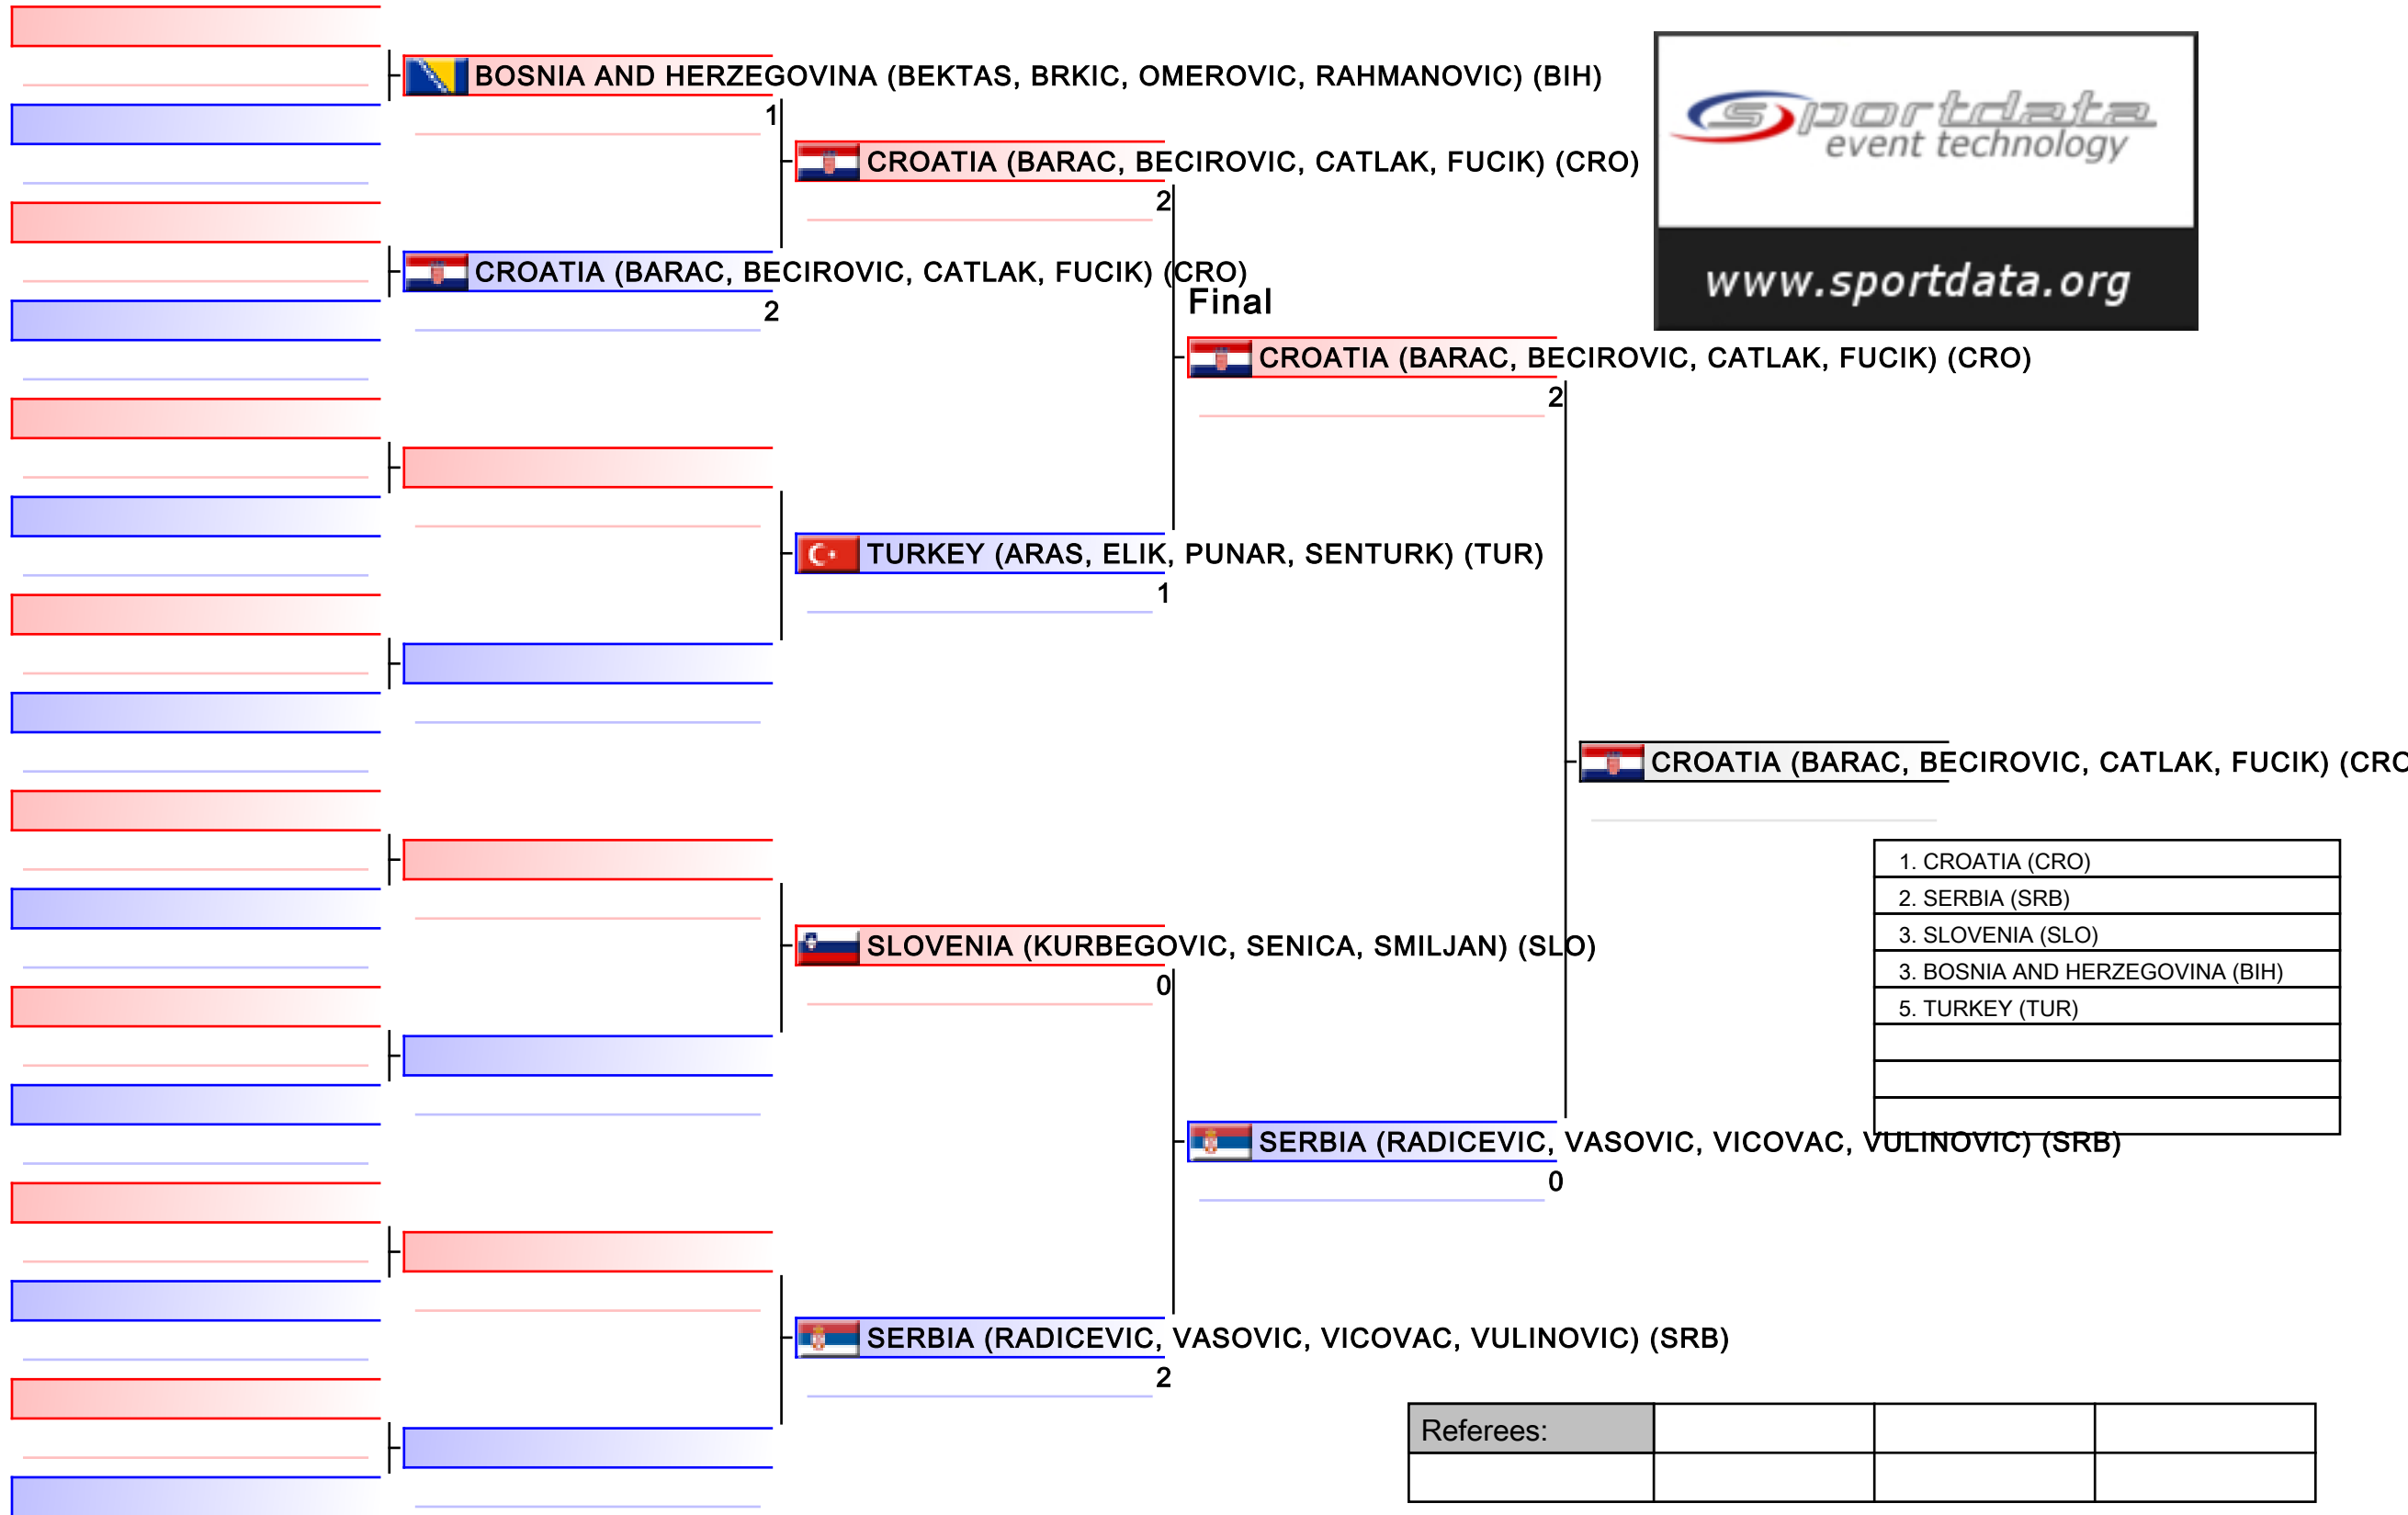 BOSNIA AND HERZEGOVINA (BEKTAS, BRKIC, OMEROVIC, RAHMANOVIC) (BIH)
1
sportdata
event technology
www.sportdata.org
CROATIA (BARAC, BECIROVIC, CATLAK, FUCIK) (CRO)
2
CROATIA (BARAC, BECIROVIC, CATLAK, FUCIK) (CRO)
2
Final
CROATIA (BARAC, BECIROVIC, CATLAK, FUCIK) (CRO)
2
TURKEY (ARAS, ELIK, PUNAR, SENTURK) (TUR)
1
CROATIA (BARAC, BECIROVIC, CATLAK, FUCIK) (CRO
1. CROATIA (CRO)
2. SERBIA (SRB)
3. SLOVENIA (SLO)
3. BOSNIA AND HERZEGOVINA (BIH)
5. TURKEY (TUR)
SLOVENIA (KURBEGOVIC, SENICA, SMILJAN) (SLO)
0
SERBIA (RADICEVIC, VASOVIC, VICOVAC, VULINOVIC) (SRB)
0
SERBIA (RADICEVIC, VASOVIC, VICOVAC, VULINOVIC) (SRB)
2
Referees: